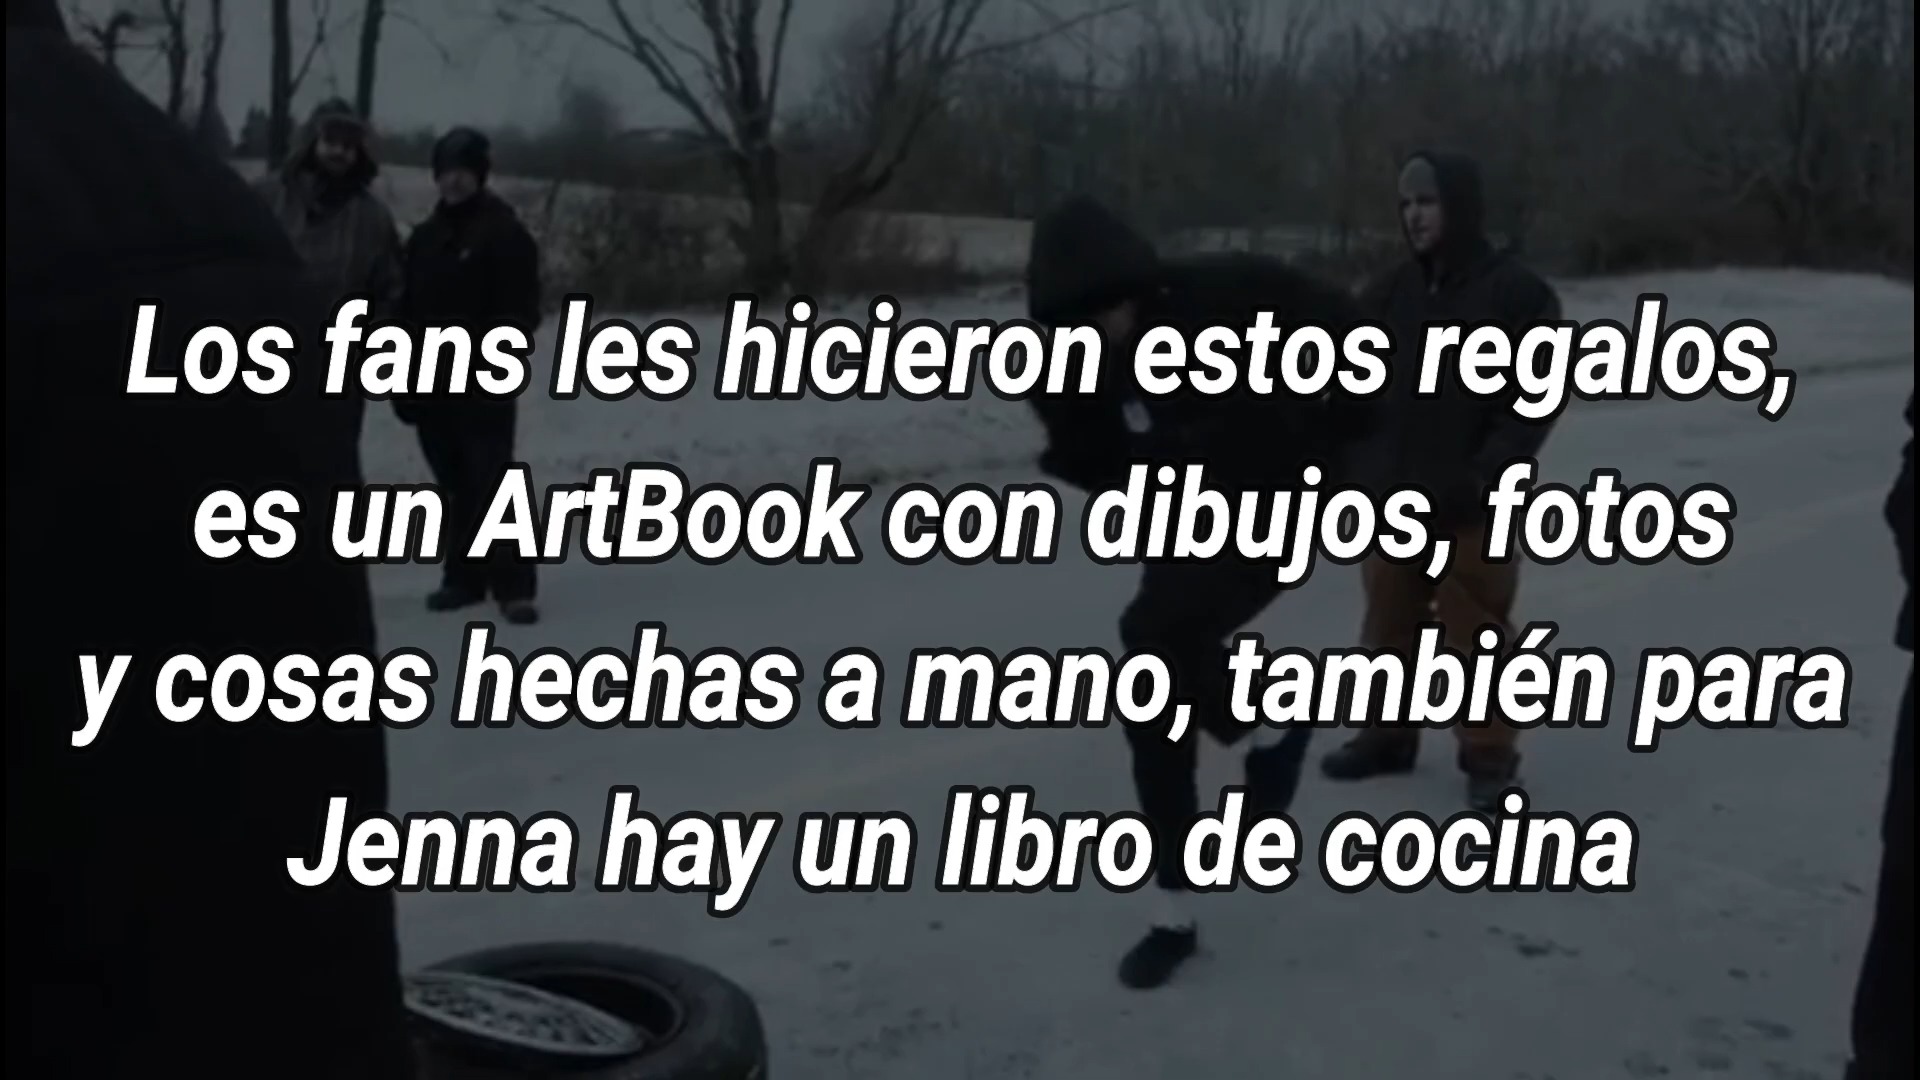 Los fans les hicieron estos regalos,
es un ArtBook con dibujos, fotos
y cosas hechas a mano, también para
Jenna hay un libro de cocina